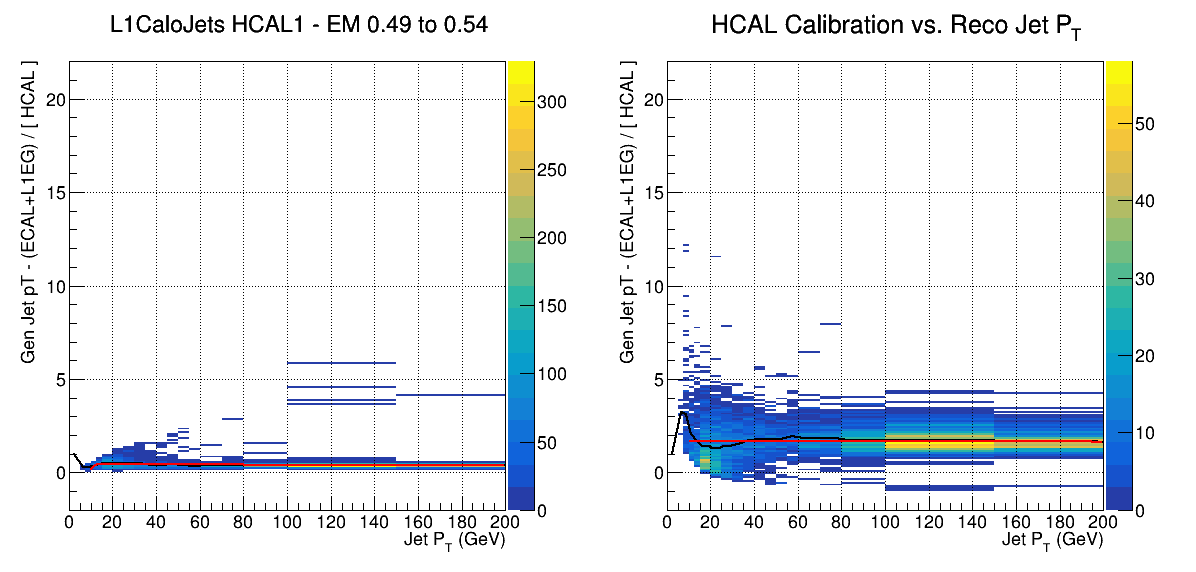 L1CaloJets HCAL1 - EM 0.49 to 0.54
Gen Jet pT - (ECAL+L1EG) / [ HCAL ]
20
15
10
5
0
0 20 40 60 80 100 120 140 160 180 200
Jet P_T (GeV)
300
250
200
150
100
50
0
HCAL Calibration vs. Reco Jet P_T
Gen Jet pT - (ECAL+L1EG) / [ HCAL ]
20
15
10
5
0
0 20 40 60 80 100 120 140 160 180 200
Jet P_T (GeV)
50
40
30
20
10
0